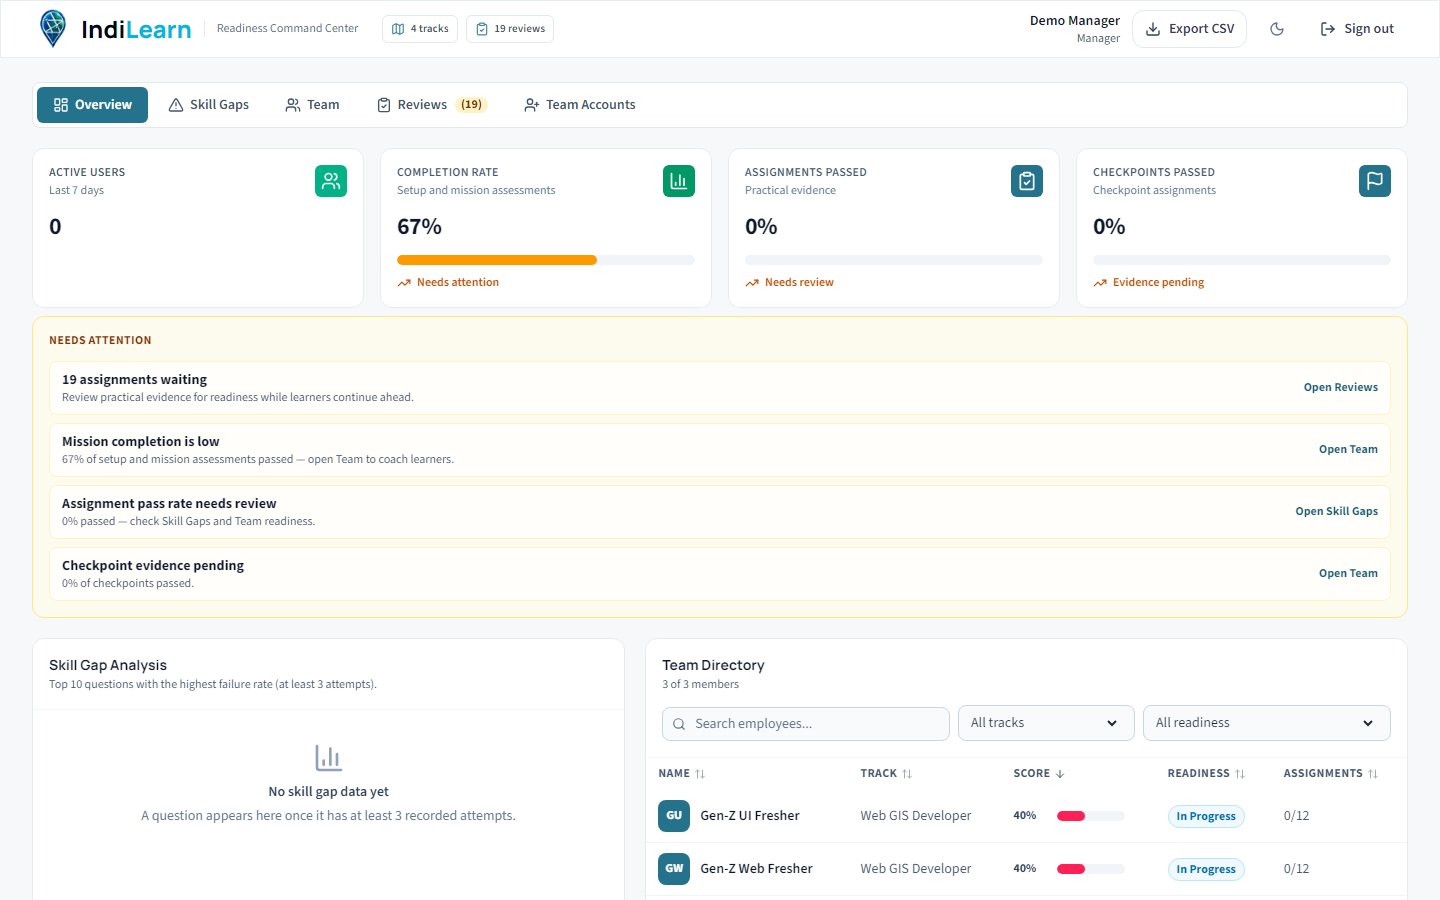 IndiLearn
Readiness Command Center
4 tracks
19 reviews
Demo Manager
Manager
Export CSV
Sign out
Overview
Skill Gaps
Team
Reviews (19)
Team Accounts
ACTIVE USERS
Last 7 days
0
COMPLETION RATE
Setup and mission assessments
67%
Needs attention
ASSIGNMENTS PASSED
Practical evidence
0%
Needs review
CHECKPOINTS PASSED
Checkpoint assignments
0%
Evidence pending
NEEDS ATTENTION
19 assignments waiting
Review practical evidence for readiness while learners continue ahead.
Open Reviews
Mission completion is low
67% of setup and mission assessments passed — open Team to coach learners.
Open Team
Assignment pass rate needs review
0% passed — check Skill Gaps and Team readiness.
Open Skill Gaps
Checkpoint evidence pending
0% of checkpoints passed.
Open Team
Skill Gap Analysis
Top 10 questions with the highest failure rate (at least 3 attempts).
No skill gap data yet
A question appears here once it has at least 3 recorded attempts.
Team Directory
3 of 3 members
Search employees...
All tracks
All readiness
NAME TRACK SCORE READINESS ASSIGNMENTS
GU Gen-Z UI Fresher Web GIS Developer 40% In Progress 0/12
GW Gen-Z Web Fresher Web GIS Developer 40% In Progress 0/12